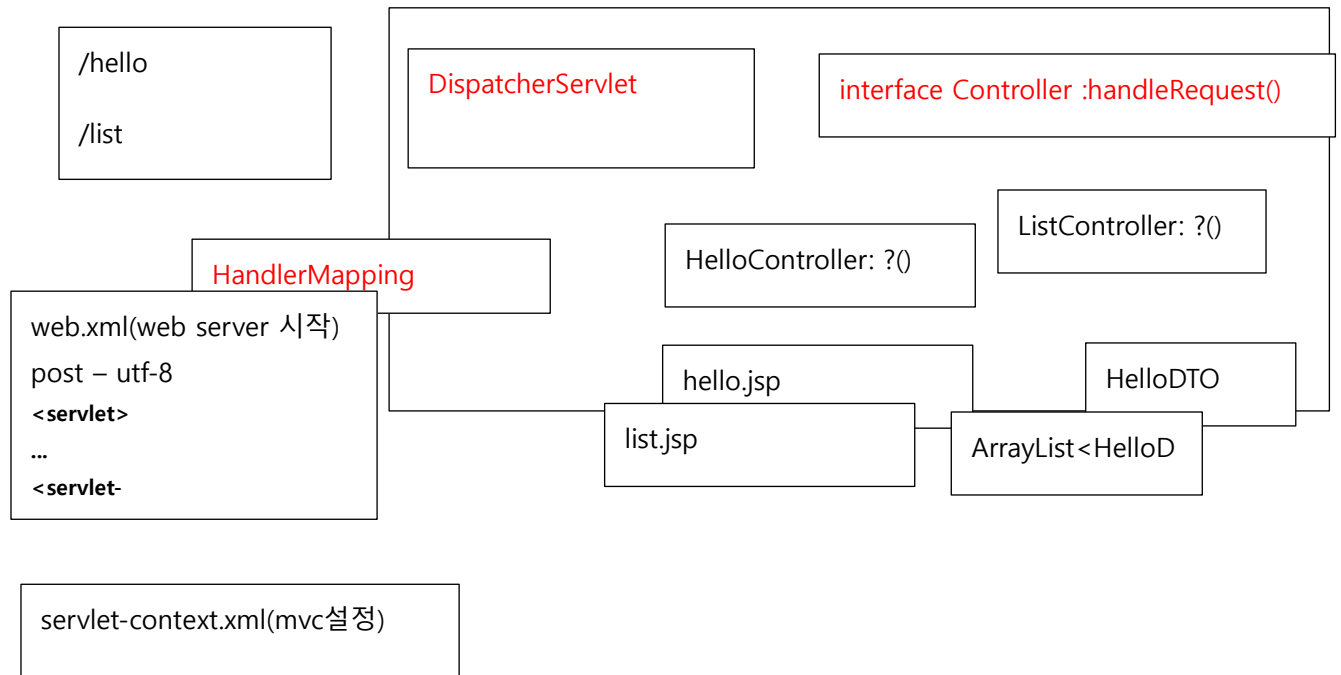 /hello
/list
DispatcherServlet
interface Controller :handleRequest()
ListController: ?()
HelloController: ?()
HandlerMapping
web.xml(web server 시작)
post – utf-8
<servlet>
...
<servlet-
hello.jsp
HelloDTO
list.jsp
ArrayList<HelloD
servlet-context.xml(mvc설정)